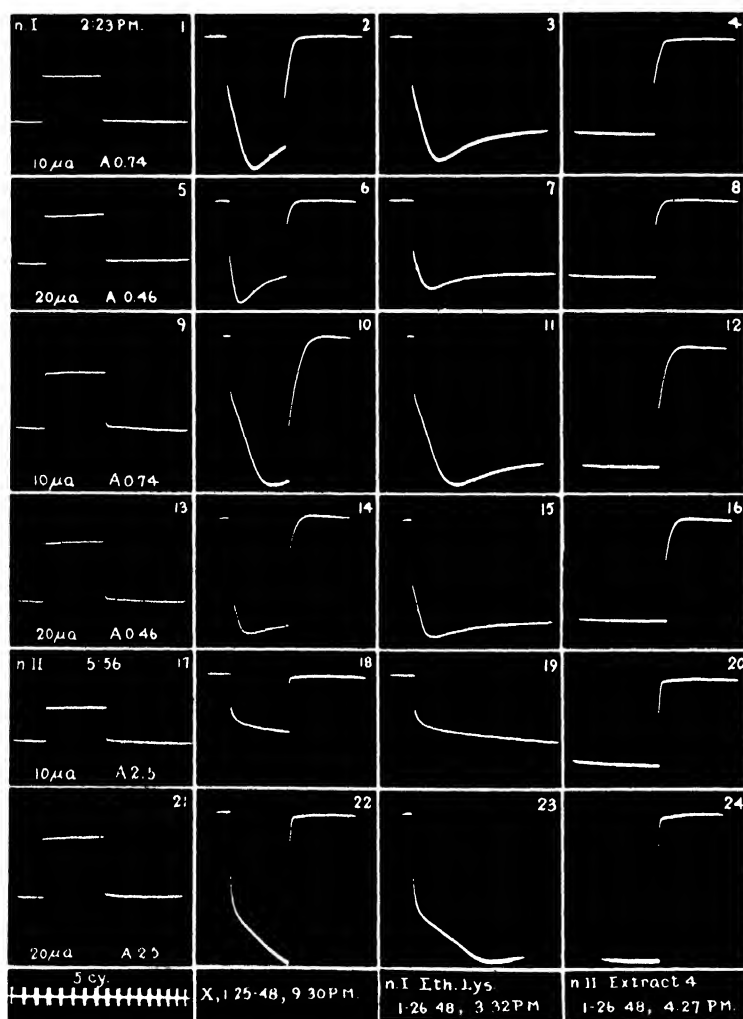 n.I 2:23 P.M. 1
2
3
4
10 μa A 0.74
5
6
7
8
20 μa A 0.46
9
10
11
12
10 μa A 0.74
13
14
15
16
20 μa A 0.46
n II 5:56 17
18
19
20
10 μa A 2.5
21
22
23
24
20 μa A 2.5
5 cy.
X, 1-25-48, 9 30 P.M.
n.I Eth. Lys.
1-26-48, 3 32 PM
n II Extract 4
1-26 48, 4.27 P.M.